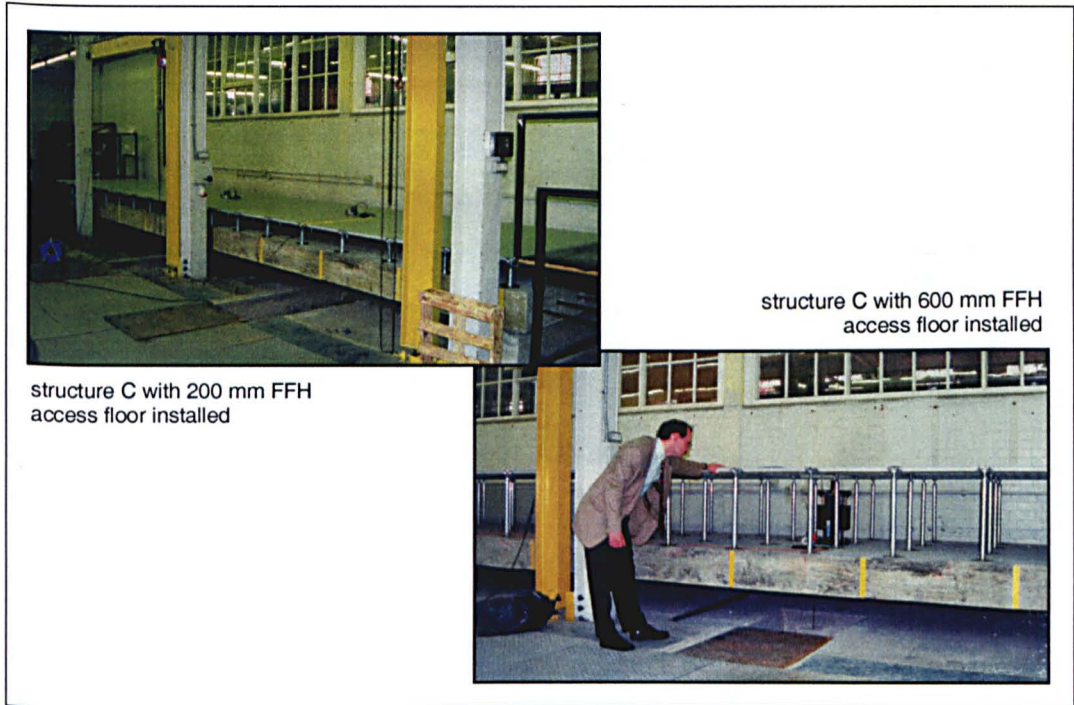 structure C with 200 mm FFH
access floor installed
structure C with 600 mm FFH
access floor installed